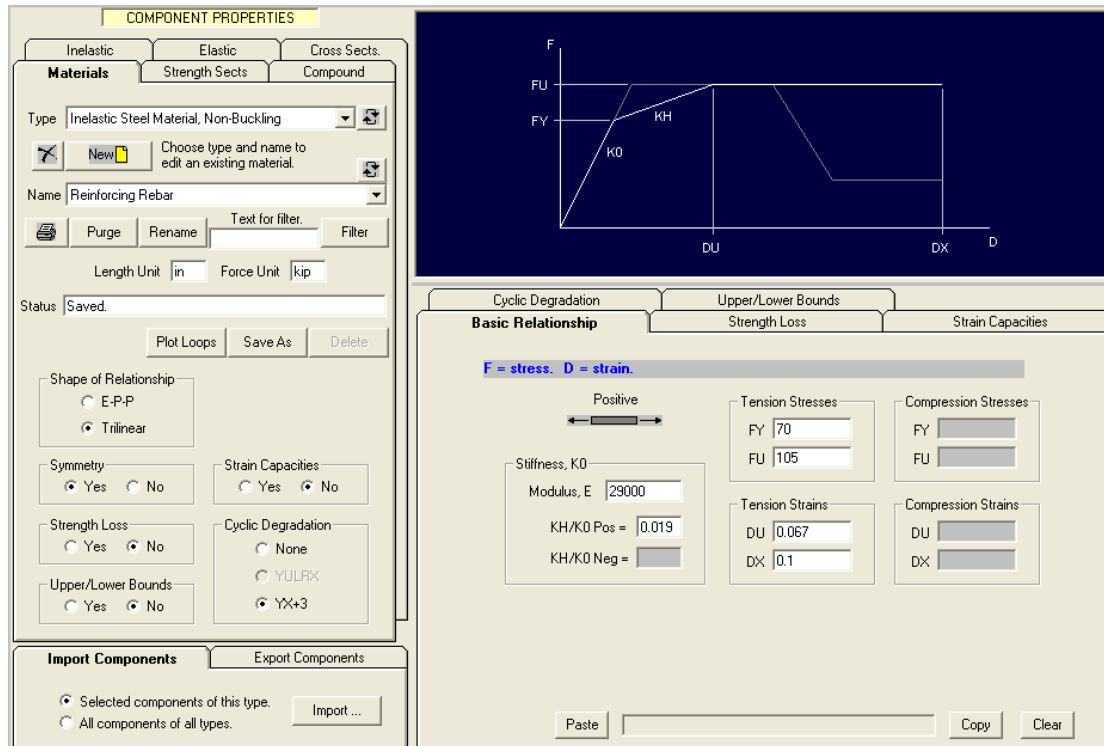 COMPONENT PROPERTIES
Inelastic Elastic Cross Sects.
Materials Strength Sects Compound
Type Inelastic Steel Material, Non-Buckling
New Choose type and name to
edit an existing material.
Name Reinforcing Rebar
Text for filter.
Purge Rename Filter
Length Unit in Force Unit kip
Status Saved.
Plot Loops Save As Delete
Shape of Relationship
E-P-P
Trilinear
Symmetry
Yes No
Strain Capacities
Yes No
Strength Loss
Yes No
Cyclic Degradation
None
YULRX
YX+3
Upper/Lower Bounds
Yes No
Import Components Export Components
Selected components of this type.
All components of all types.
Import ...
F
FU
FY
KH
K0
DU
DX
D
Cyclic Degradation Upper/Lower Bounds
Basic Relationship Strength Loss Strain Capacities
F = stress. D = strain.
Positive
Stiffness, K0
Modulus, E 29000
KH/K0 Pos = 0.019
KH/K0 Neg =
Tension Stresses
FY 70
FU 105
Compression Stresses
FY
FU
Tension Strains
DU 0.067
DX 0.1
Compression Strains
DU
DX
Paste Copy Clear